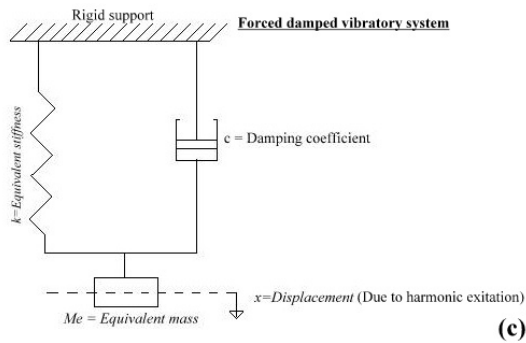 Rigid support
Forced damped vibratory system
c = Damping coefficient
k=Equivalent stiffness
x=Displacement (Due to harmonic exitation)
Me = Equivalent mass
(c)